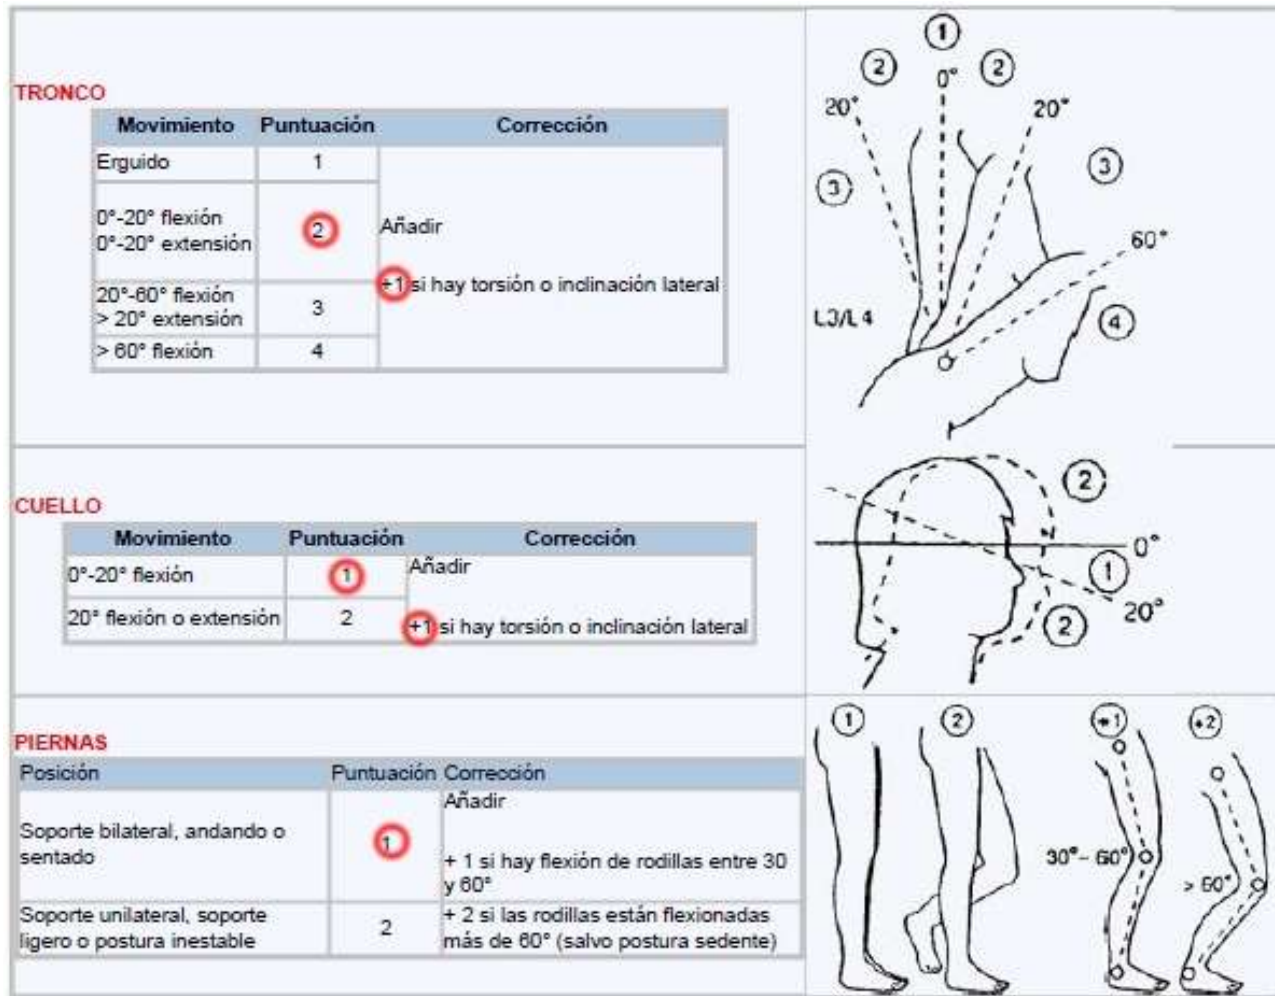 TRONCO
Movimiento Puntuación Corrección
Erguido 1
0°-20° flexión
0°-20° extensión
2
Añadir
+1 si hay torsión o inclinación lateral
20°-60° flexión
> 20° extensión
3
> 60° flexión 4
1
2
2
0°
20°
20°
3
3
60°
L3/L4
4
CUELLO
Movimiento Puntuación Corrección
0°-20° flexión 1
Añadir
20° flexión o extensión 2
+1 si hay torsión o inclinación lateral
2
0°
1
20°
2
PIERNAS
Posición Puntuación Corrección
Soporte bilateral, andando o
sentado
1
Añadir
+ 1 si hay flexión de rodillas entre 30
y 60°
Soporte unilateral, soporte
ligero o postura inestable
2
+ 2 si las rodillas están flexionadas
más de 60° (salvo postura sedente)
1
2
+1
+2
30°- 60°
> 60°